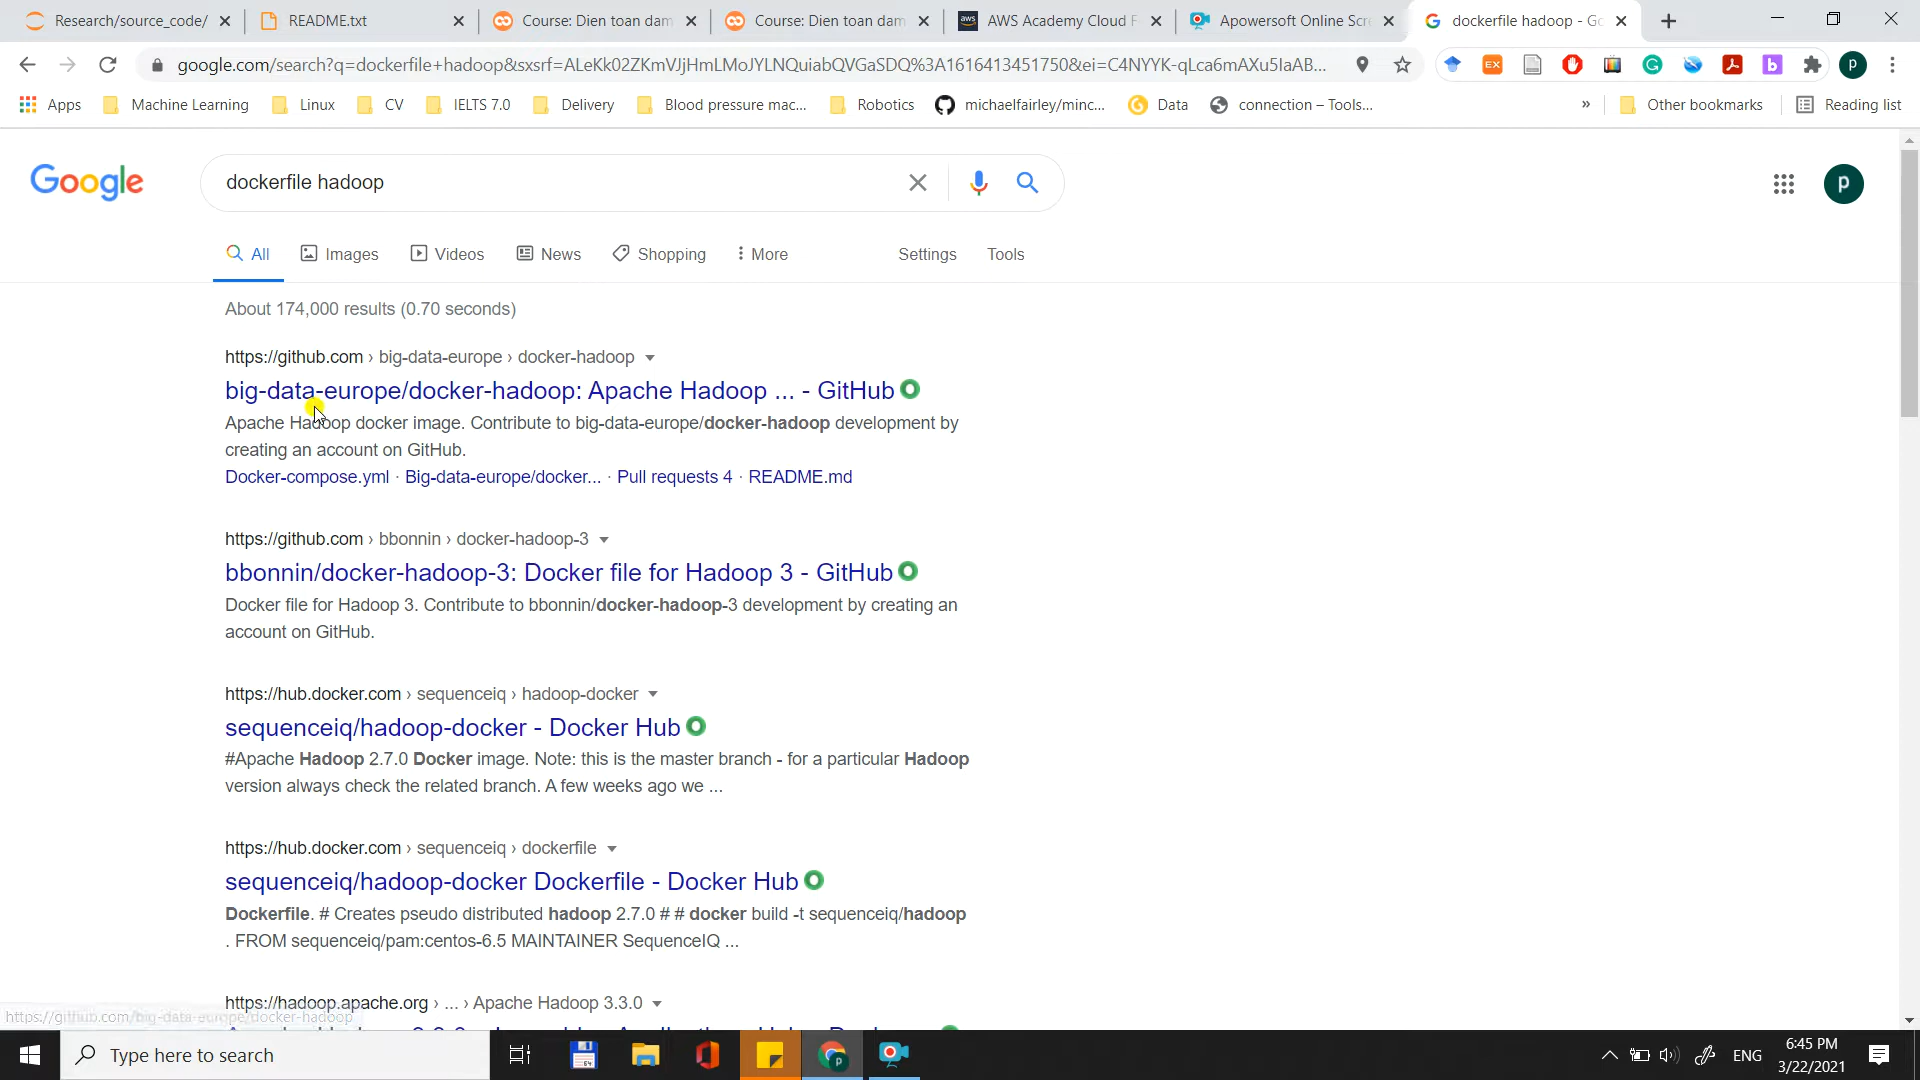 Research/source_code/
README.txt
Course: Dien toan dam
Course: Dien toan dam
AWS Academy Cloud F
Apowersoft Online Scre
dockerfile hadoop - Go
google.com/search?q=dockerfile+hadoop&sxsrf=ALeKk02ZKmVJjHmLMoJYLNQuiabQVGaSDQ%3A1616413451750&ei=C4NYYK-qLca6mAXu5IaAB...
Apps
Machine Learning
Linux
CV
IELTS 7.0
Delivery
Blood pressure mac...
Robotics
michaelfairley/minc...
Data
connection – Tools...
»
Other bookmarks
Reading list
Google
dockerfile hadoop
All
Images
Videos
News
Shopping
More
Settings
Tools
About 174,000 results (0.70 seconds)
https://github.com › big-data-europe › docker-hadoop
big-data-europe/docker-hadoop: Apache Hadoop ... - GitHub
Apache Hadoop docker image. Contribute to big-data-europe/docker-hadoop development by
creating an account on GitHub.
Docker-compose.yml · Big-data-europe/docker... · Pull requests 4 · README.md
https://github.com › bbonnin › docker-hadoop-3
bbonnin/docker-hadoop-3: Docker file for Hadoop 3 - GitHub
Docker file for Hadoop 3. Contribute to bbonnin/docker-hadoop-3 development by creating an
account on GitHub.
https://hub.docker.com › sequenceiq › hadoop-docker
sequenceiq/hadoop-docker - Docker Hub
#Apache Hadoop 2.7.0 Docker image. Note: this is the master branch - for a particular Hadoop
version always check the related branch. A few weeks ago we ...
https://hub.docker.com › sequenceiq › dockerfile
sequenceiq/hadoop-docker Dockerfile - Docker Hub
Dockerfile. # Creates pseudo distributed hadoop 2.7.0 # # docker build -t sequenceiq/hadoop
. FROM sequenceiq/pam:centos-6.5 MAINTAINER SequenceIQ ...
https://hadoop.apache.org › ... › Apache Hadoop 3.3.0
https://github.com/big-data-europe/docker-hadoop
Type here to search
ENG
6:45 PM
3/22/2021